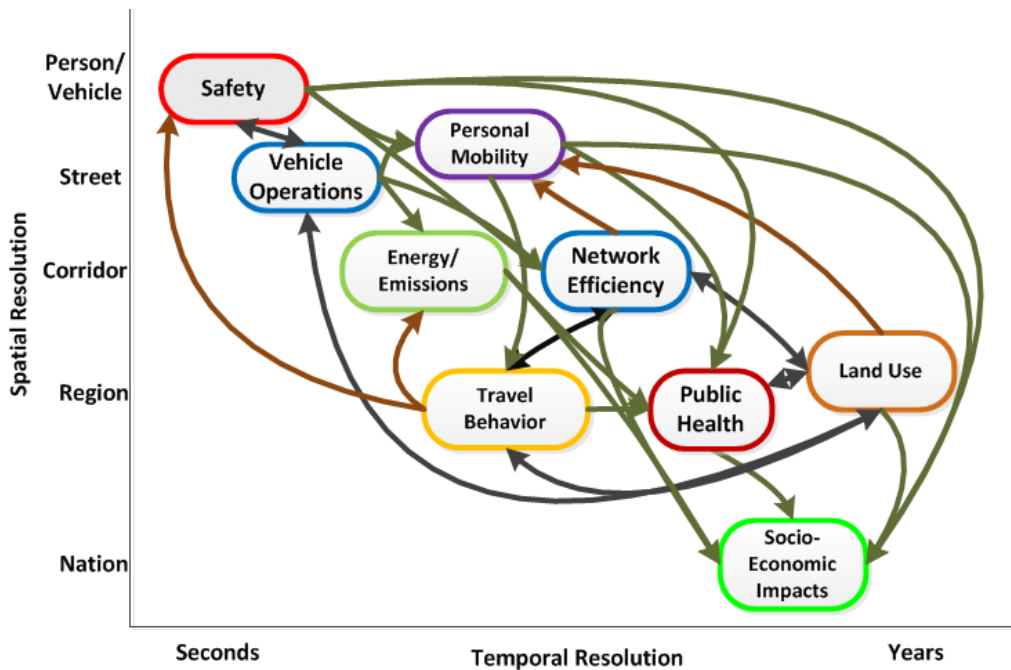 Person/
Vehicle
Safety
Personal
Mobility
Vehicle
Operations
Street
Spatial Resolution
Corridor
Energy/
Emissions
Network
Efficiency
Region
Travel
Behavior
Public
Health
Land Use
Nation
Socio-
Economic
Impacts
Seconds
Temporal Resolution
Years